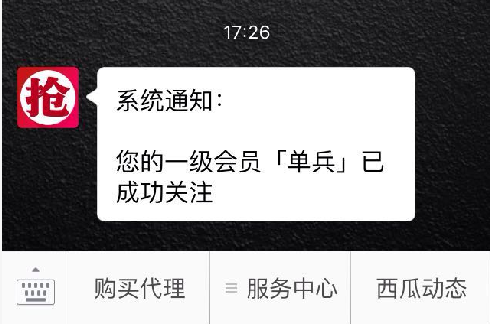 17:26
抢
系统通知：
您的一级会员「单兵」已
成功关注
购买代理
服务中心
西瓜动态